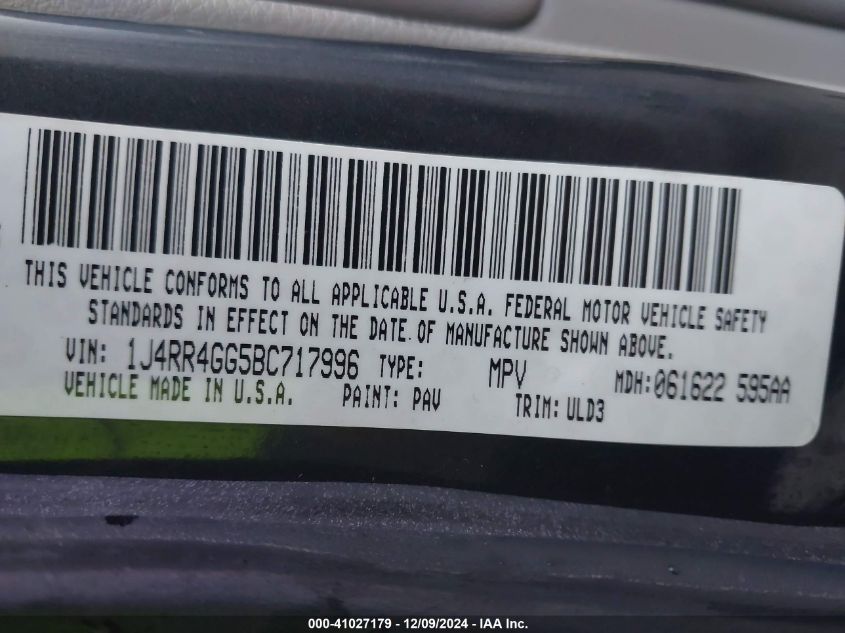 THIS VEHICLE CONFORMS TO ALL APPLICABLE U.S.A. FEDERAL MOTOR VEHICLE SAFETY
STANDARDS IN EFFECT ON THE DATE OF MANUFACTURE SHOWN ABOVE.
VIN: 1J4RR4GG5BC717996 TYPE: MPV MDH:061622 595AA
VEHICLE MADE IN U.S.A. PAINT: PAV TRIM: ULD3
000-41027179 - 12/09/2024 - IAA Inc.